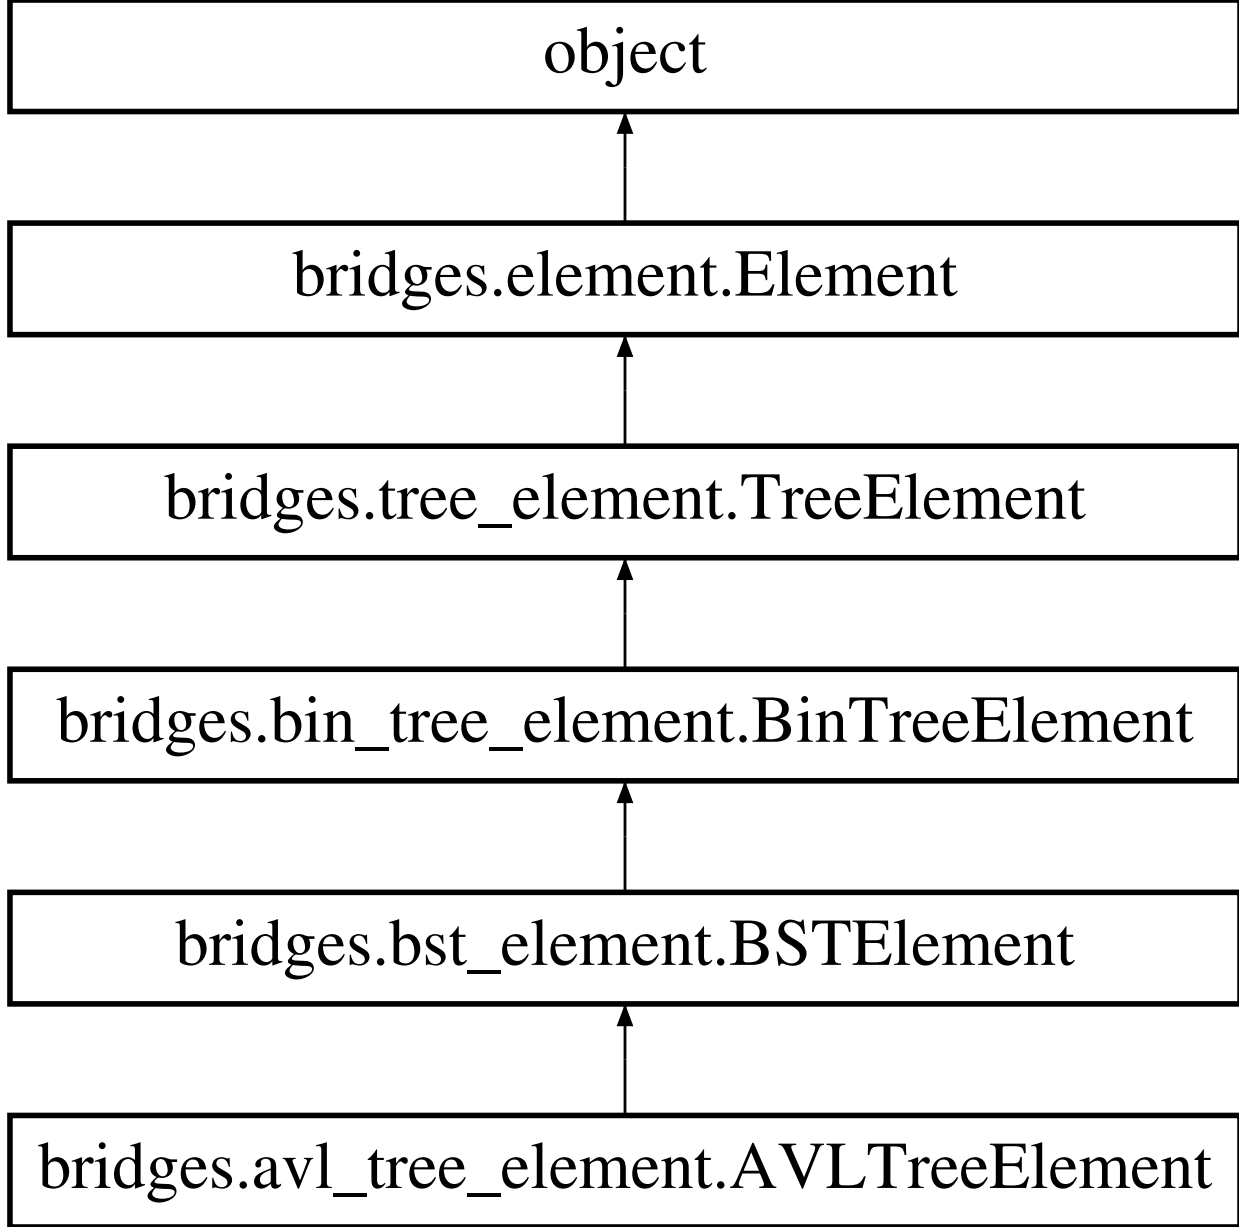 object
bridges.element.Element
bridges.tree_element.TreeElement
bridges.bin_tree_element.BinTreeElement
bridges.bst_element.BSTElement
bridges.avl_tree_element.AVLTreeElement